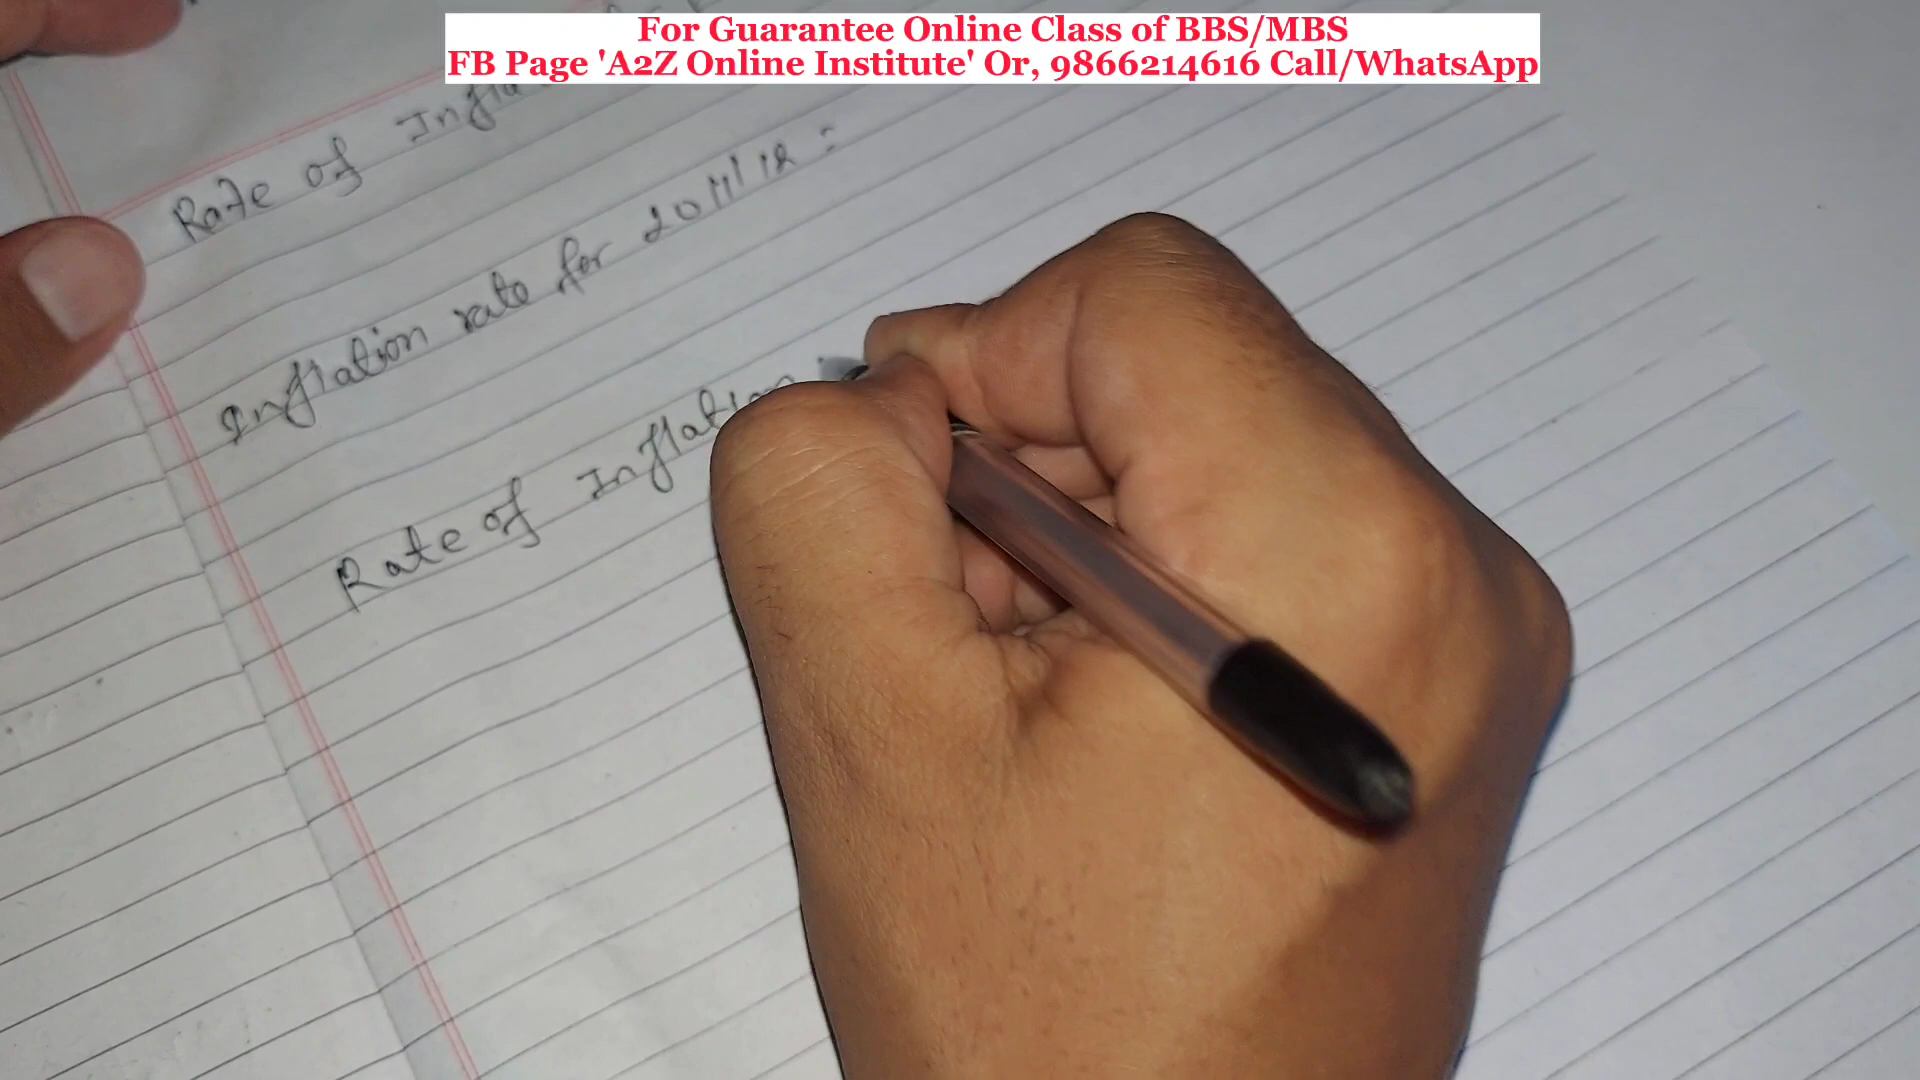 For Guarantee Online Class of BBS/MBS
FB Page 'A2Z Online Institute' Or, 9866214616 Call/WhatsApp
Rate of
Inflation rate for 2011/12 :
Rate of Inflation